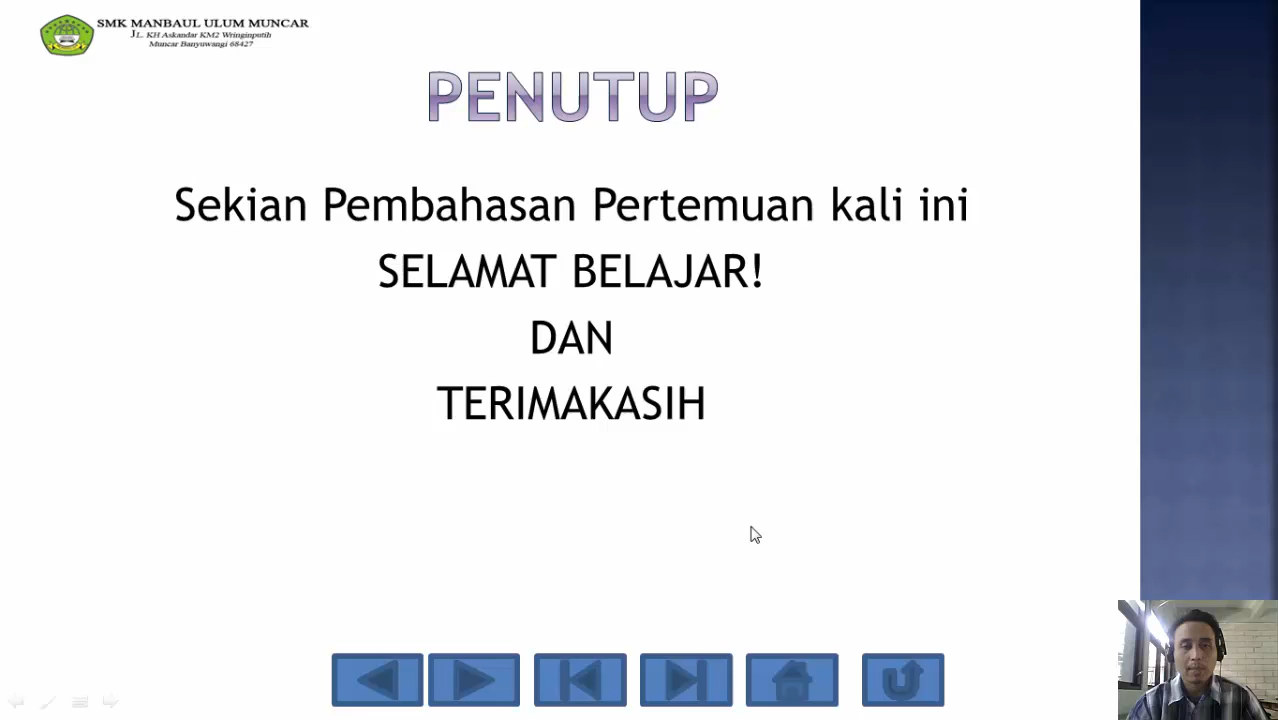 SMK MANBAUL ULUM MUNCAR
JL. KH Askandar KM2 Wringinputih
Muncar Banyuwangi 68427
PENUTUP
Sekian Pembahasan Pertemuan kali ini
SELAMAT BELAJAR!
DAN
TERIMAKASIH